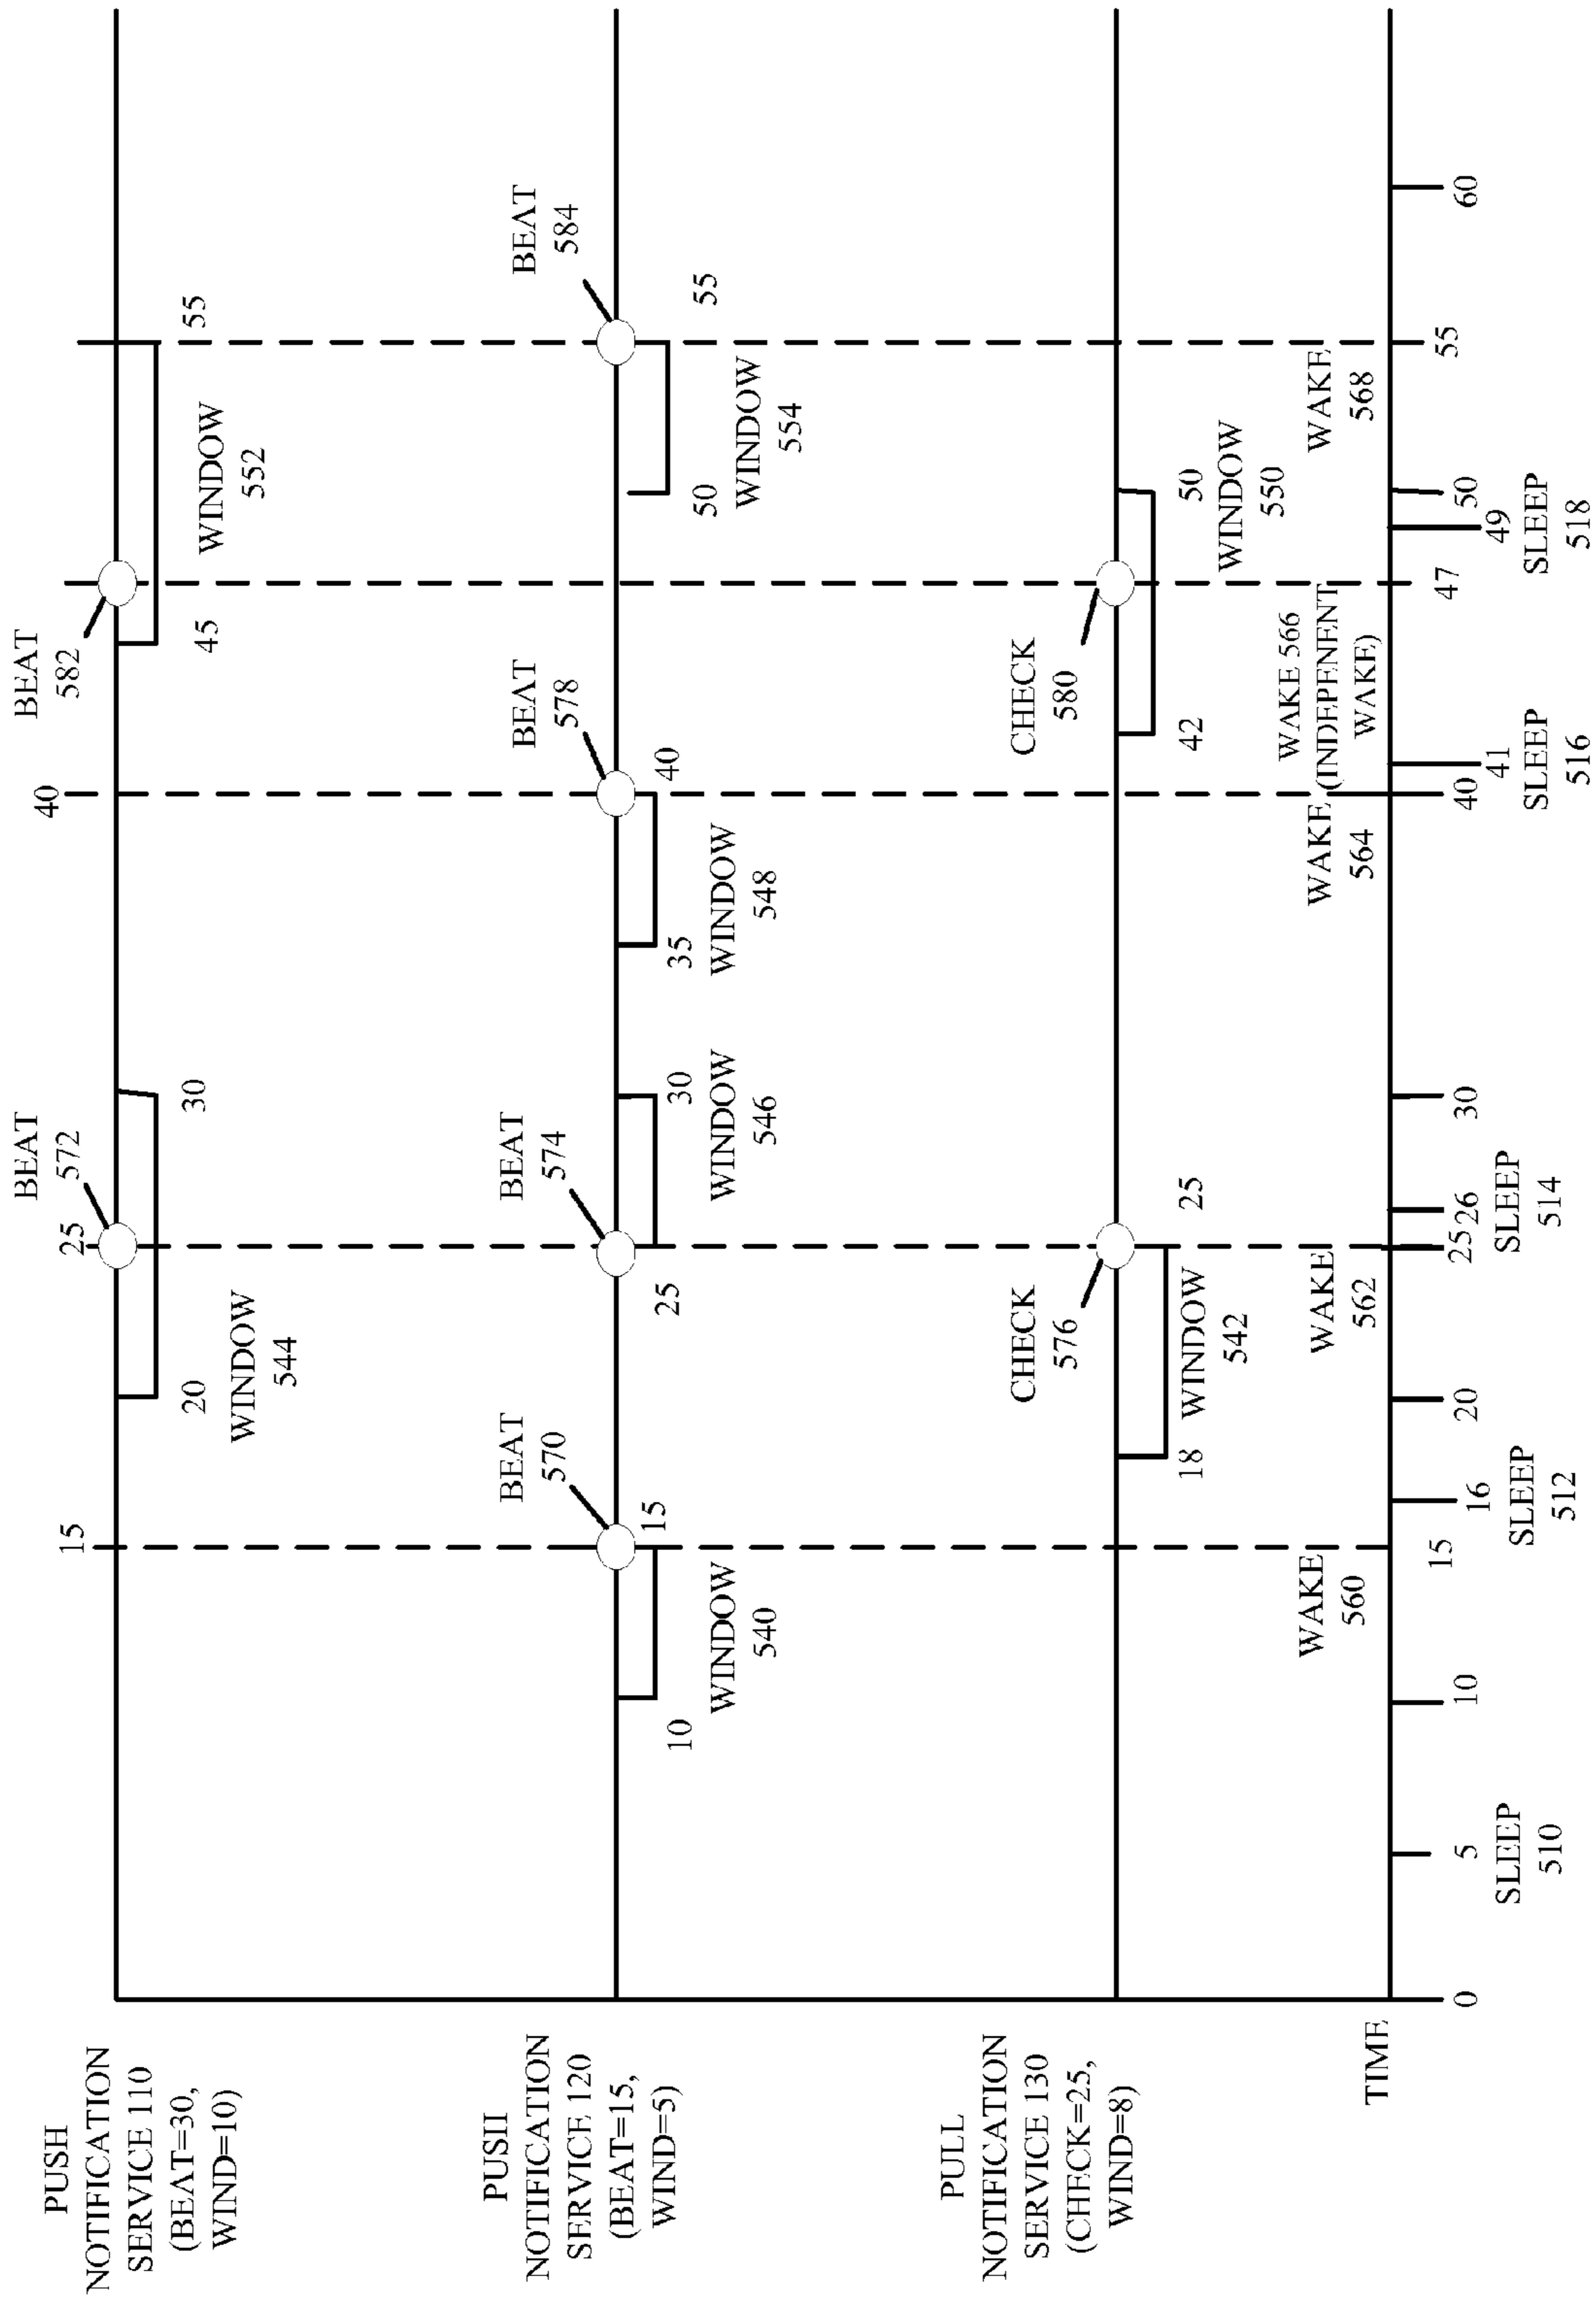 PUSH
NOTIFICATION
SERVICE 110
(BEAT=30,
WIND=10)
15
25
BEAT
572
40
BEAT
582
20
WINDOW
544
30
45
WINDOW
552
55
PUSII
NOTIFICATION
SERVICE 120
(BEAT=15,
WIND=5)
10
WINDOW
540
BEAT
570
15
25
BEAT
574
30
WINDOW
546
35
WINDOW
548
BEAT
578
40
50
WINDOW
554
BEAT
584
55
PULL
NOTIFICATION
SERVICE 130
(CHECK=25,
WIND=8)
18
WINDOW
542
CHECK
576
25
42
CHECK
580
50
WINDOW
550
TIME
WAKE
560
WAKE
562
WAKE
564
WAKE 566
(INDEPENENT
WAKE)
WAKE
568
0
5
10
15
16
20
25
26
30
40
41
47
49
50
55
60
SLEEP
510
SLEEP
512
SLEEP
514
SLEEP
516
SLEEP
518